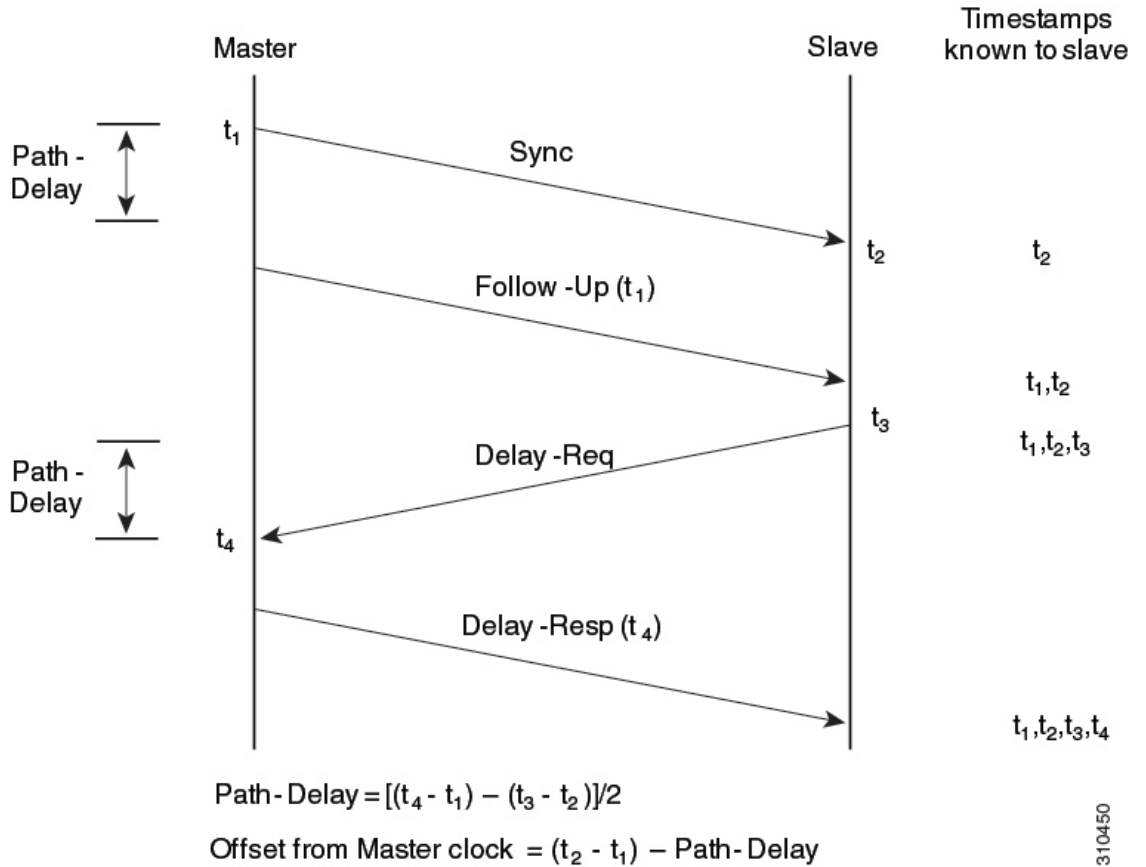 Timestamps
known to slave
Master
Slave
t₁
Path -
Delay
Sync
t₂
t₂
Follow -Up (t₁)
t₁,t₂
t₃
t₁,t₂,t₃
Delay -Req
Path -
Delay
t₄
Delay -Resp (t₄)
t₁,t₂,t₃,t₄
Path - Delay = [(t₄ - t₁) – (t₃ - t₂)]/2
Offset from Master clock = (t₂ - t₁) – Path - Delay
310450